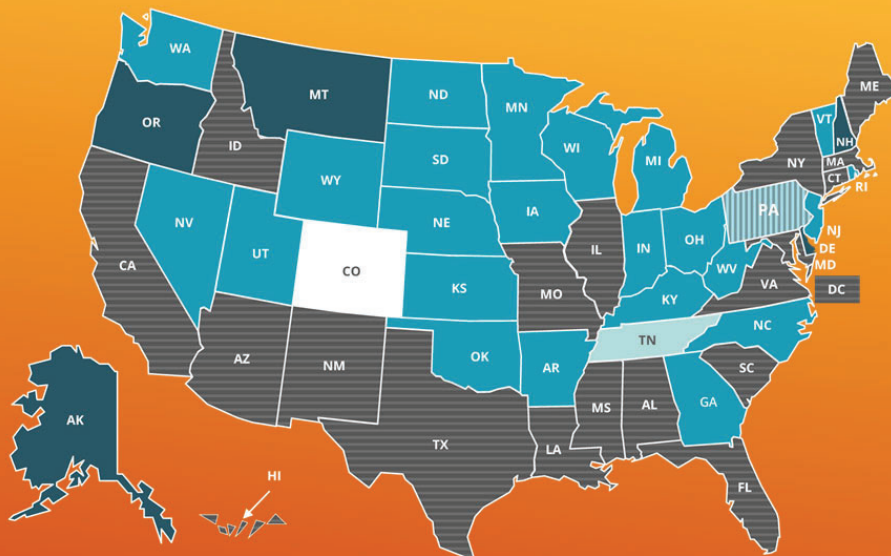 WA
MT
ND
MN
ME
VT
NH
OR
ID
WY
SD
WI
MI
NY
MA
CT
RI
NV
UT
CO
NE
IA
PA
NJ
DE
MD
CA
KS
MO
IL
IN
OH
WV
VA
DC
KY
AZ
NM
OK
AR
TN
NC
SC
TX
LA
MS
AL
GA
FL
AK
HI